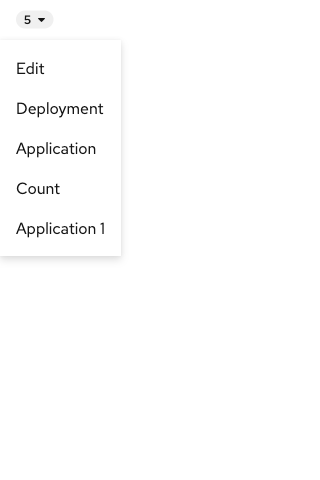 5
Edit
Deployment
Application
Count
Application 1